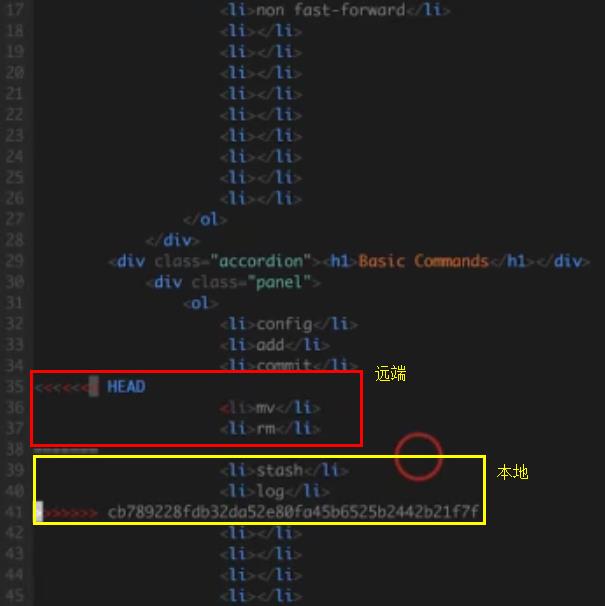 17 <li>non fast-forward</li>
18 <li></li>
19 <li></li>
20 <li></li>
21 <li></li>
22 <li></li>
23 <li></li>
24 <li></li>
25 <li></li>
26 <li></li>
27 </ol>
28 </div>
29 <div class="accordion"><h1>Basic Commands</h1></div>
30 <div class="panel">
31 <ol>
32 <li>config</li>
33 <li>add</li>
34 <li>commit</li>
远端
35 <<<<<<< HEAD
36 <li>mv</li>
37 <li>rm</li>
38 =======
39 <li>stash</li>
本地
40 <li>log</li>
41 >>>>>>> cb789228fdb32da52e80fa45b6525b2442b21f7f
42 <li></li>
43 <li></li>
44 <li></li>
45 <li></li>